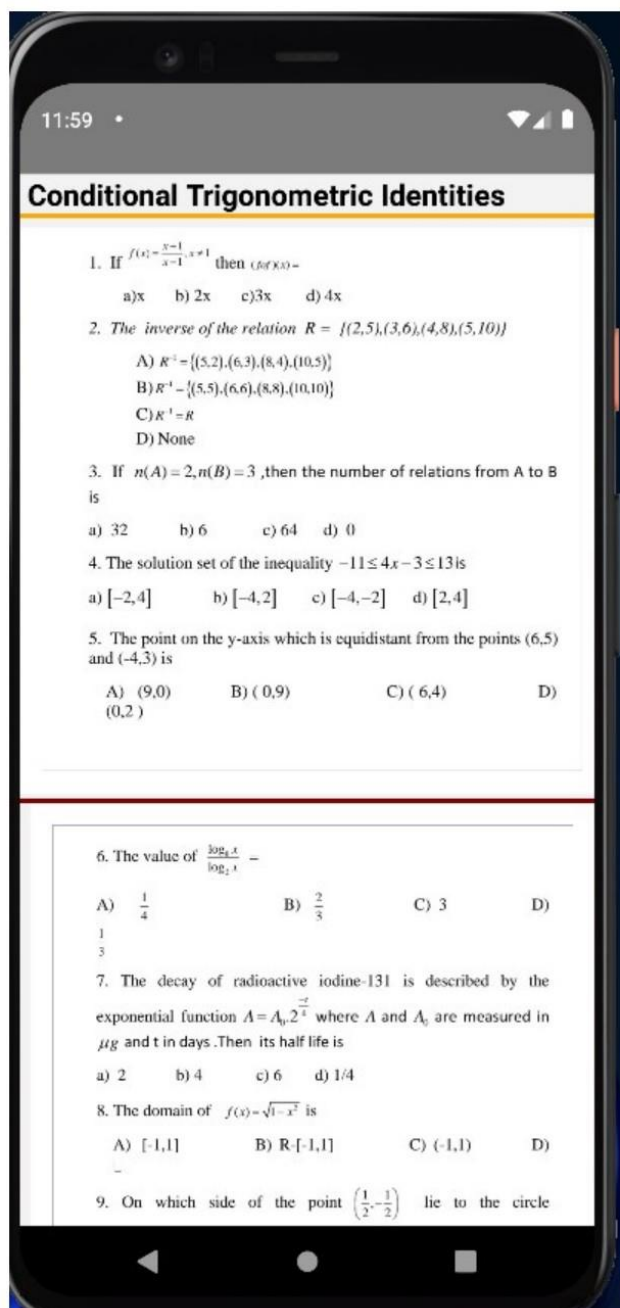 11:59
Conditional Trigonometric Identities
1. If f(x) = x−1/x−1, x≠1 then (fof)(x) =
a)x b) 2x c)3x d) 4x
2. The inverse of the relation R = {(2,5),(3,6),(4,8),(5,10)}
A) R⁻¹ = {(5,2),(6,3),(8,4),(10,5)}
B) R⁻¹ = {(5,5),(6,6),(8,8),(10,10)}
C) R⁻¹ = R
D) None
3. If n(A) = 2, n(B) = 3 ,then the number of relations from A to B
is
a) 32 b) 6 c) 64 d) 0
4. The solution set of the inequality −11 ≤ 4x − 3 ≤ 13 is
a) [−2,4] b) [−4,2] c) [−4,−2] d) [2,4]
5. The point on the y-axis which is equidistant from the points (6,5)
and (-4,3) is
A) (9,0) B) ( 0,9) C) ( 6,4) D)
(0,2 )
6. The value of log x / log₂ x =
A) 1/4 B) 2/3 C) 3 D)
1/3
7. The decay of radioactive iodine-131 is described by the
exponential function A = A₀.2 where A and A₀ are measured in
μg and t in days .Then its half life is
a) 2 b) 4 c) 6 d) 1/4
8. The domain of f(x) = √1−x² is
A) [-1,1] B) R-[-1,1] C) (-1,1) D)
–
9. On which side of the point (1/2, −1/2) lie to the circle